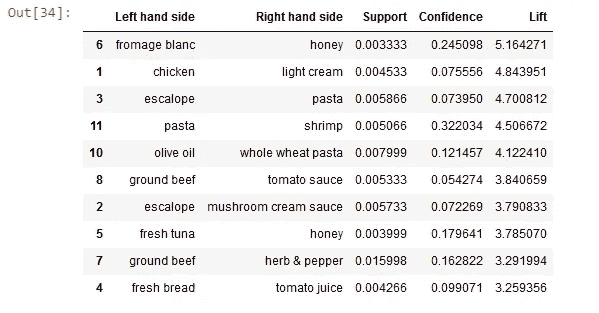 Out[34]:
Left hand side Right hand side Support Confidence Lift
6 fromage blanc honey 0.003333 0.245098 5.164271
1 chicken light cream 0.004533 0.075556 4.843951
3 escalope pasta 0.005866 0.073950 4.700812
11 pasta shrimp 0.005066 0.322034 4.506672
10 olive oil whole wheat pasta 0.007999 0.121457 4.122410
8 ground beef tomato sauce 0.005333 0.054274 3.840659
2 escalope mushroom cream sauce 0.005733 0.072269 3.790833
5 fresh tuna honey 0.003999 0.179641 3.785070
7 ground beef herb & pepper 0.015998 0.162822 3.291994
4 fresh bread tomato juice 0.004266 0.099071 3.259356